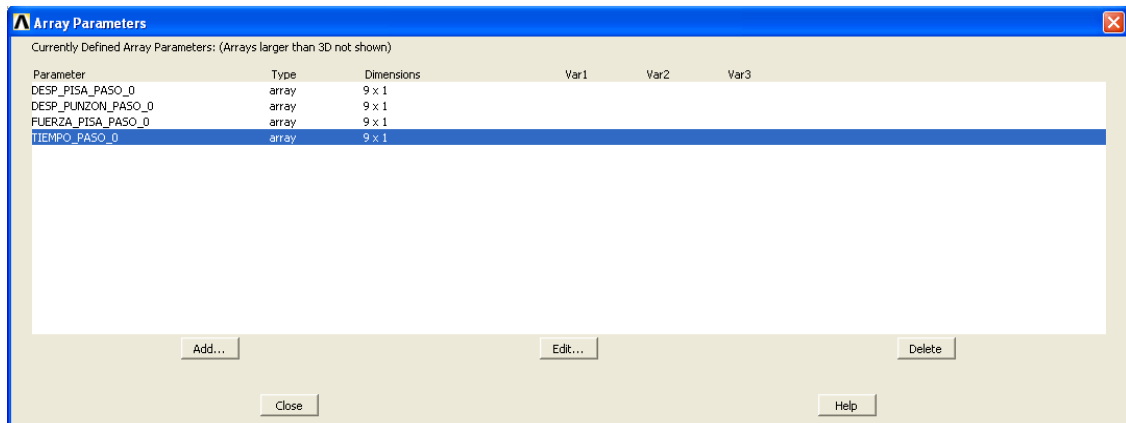 Array Parameters
Currently Defined Array Parameters: (Arrays larger than 3D not shown)
Parameter Type Dimensions Var1 Var2 Var3
DESP_PISA_PASO_0 array 9 x 1
DESP_PUNZON_PASO_0 array 9 x 1
FUERZA_PISA_PASO_0 array 9 x 1
TIEMPO_PASO_0 array 9 x 1
Add... Edit... Delete
Close Help